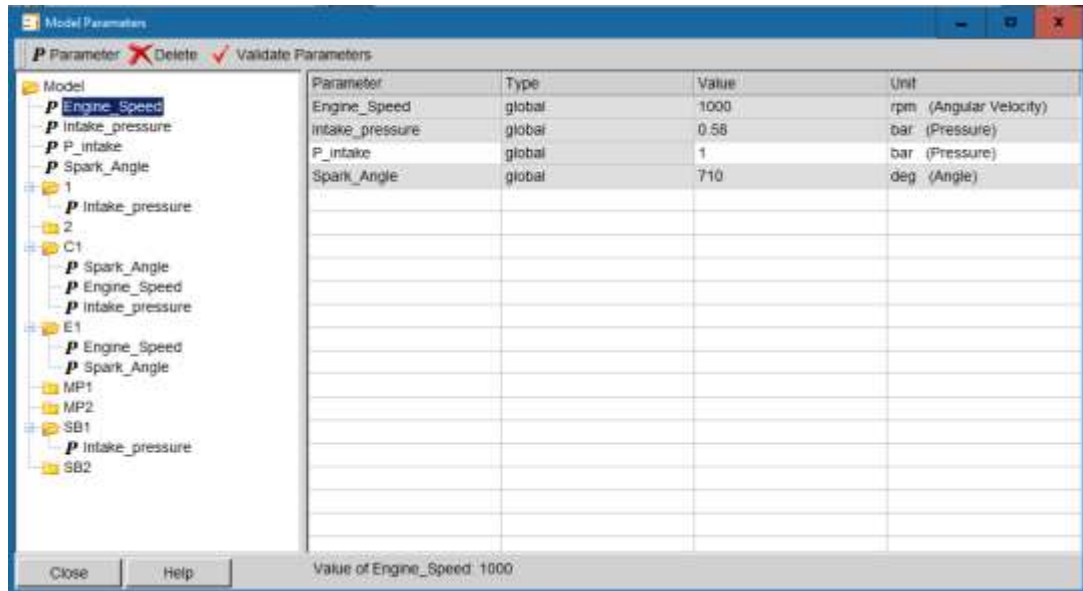 Model Parameters
P Parameter Delete Validate Parameters
Model
P Engine_Speed
P Intake_pressure
P P_intake
P Spark_Angle
1
P Intake_pressure
2
C1
P Spark_Angle
P Engine_Speed
P Intake_pressure
E1
P Engine_Speed
P Spark_Angle
MP1
MP2
SB1
P Intake_pressure
SB2
Parameter Type Value Unit
Engine_Speed global 1000 rpm (Angular Velocity)
Intake_pressure global 0.58 bar (Pressure)
P_intake global 1 bar (Pressure)
Spark_Angle global 710 deg (Angle)
Close Help Value of Engine_Speed: 1000